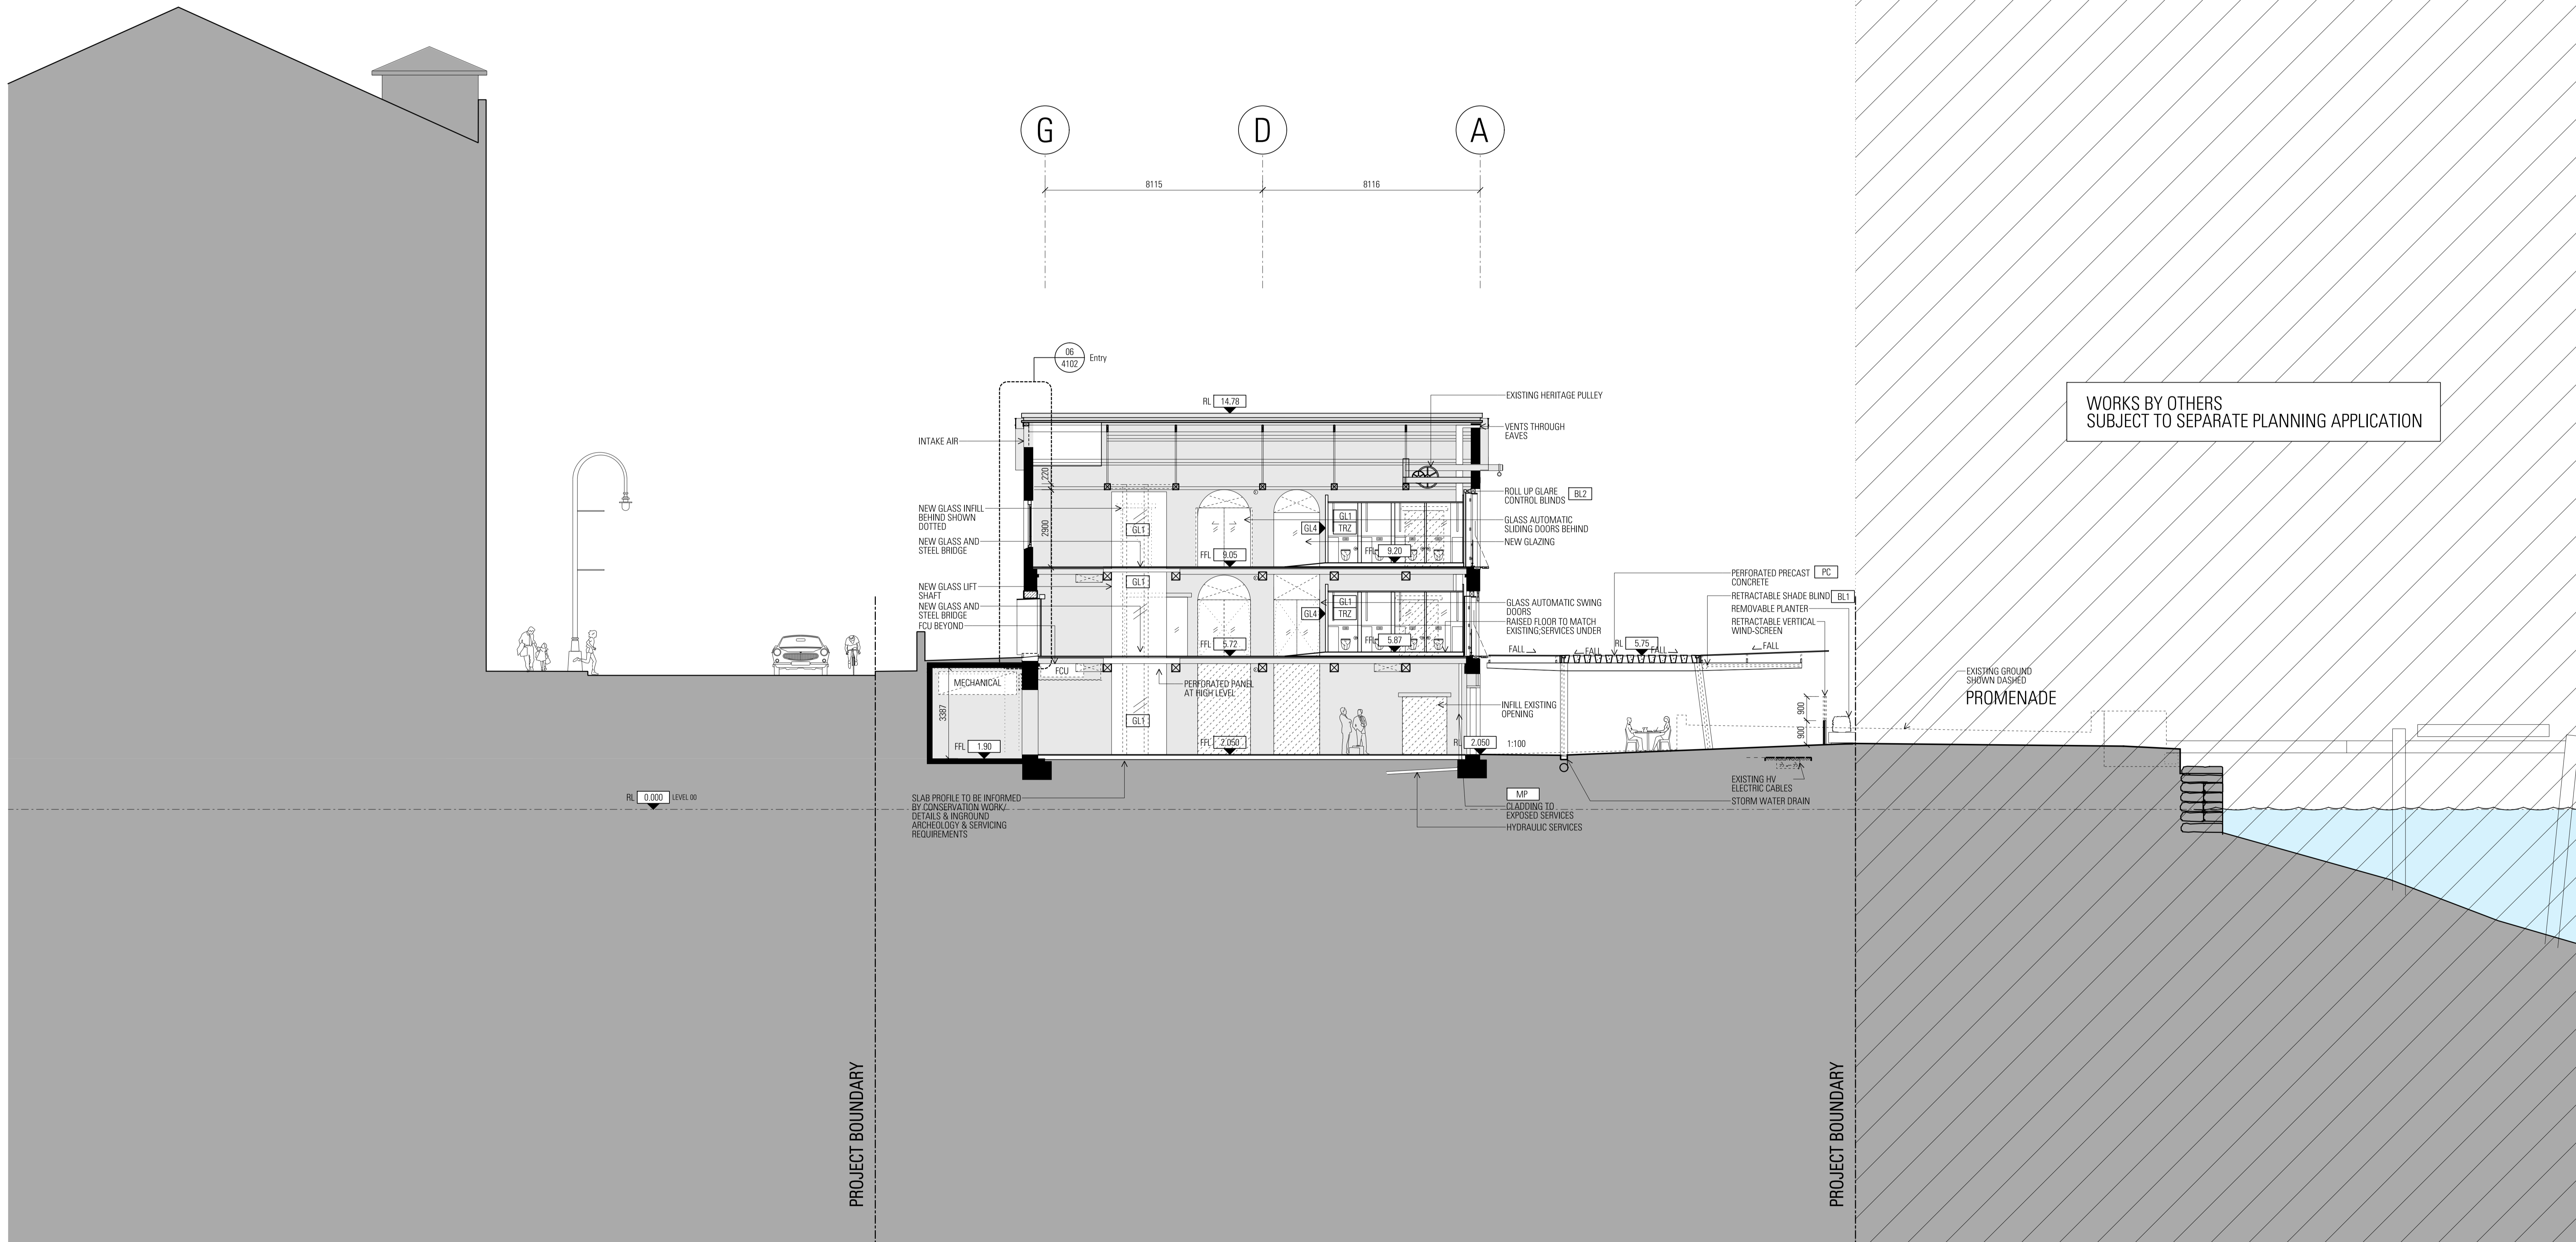 G
D
A
8115
8116
06
4102
Entry
RL 14.78
EXISTING HERITAGE PULLEY
VENTS THROUGH
EAVES
INTAKE AIR
220
ROLL UP GLARE
CONTROL BLINDS
BL2
NEW GLASS INFILL
BEHIND SHOWN
DOTTED
2900
GL1
GL1
TRZ
GL4
GLASS AUTOMATIC
SLIDING DOORS BEHIND
NEW GLASS AND
STEEL BRIDGE
NEW GLAZING
FFL 9.05
FFL 9.20
NEW GLASS LIFT
SHAFT
GL1
NEW GLASS AND
STEEL BRIDGE
FCU BEYOND
GL1
TRZ
GL4
GLASS AUTOMATIC SWING
DOORS
RAISED FLOOR TO MATCH
EXISTING;SERVICES UNDER
FFL 5.72
FFL 5.87
PERFORATED PRECAST
CONCRETE
PC
RETRACTABLE SHADE BLIND
BL1
REMOVABLE PLANTER
RETRACTABLE VERTICAL
WIND-SCREEN
RL 5.75
FALL
FALL
FALL
FALL
FCU
MECHANICAL
PERFORATED PANEL
AT HIGH LEVEL
3387
GL1
INFILL EXISTING
OPENING
FFL 1.90
FFL 2.050
RL 2.050
1:100
900
900
EXISTING GROUND
SHOWN DASHED
PROMENADE
WORKS BY OTHERS
SUBJECT TO SEPARATE PLANNING APPLICATION
EXISTING HV
ELECTRIC CABLES
STORM WATER DRAIN
RL 0.000 LEVEL 00
SLAB PROFILE TO BE INFORMED
BY CONSERVATION WORK/
DETAILS & INGROUND
ARCHEOLOGY & SERVICING
REQUIREMENTS
MP
CLADDING TO
EXPOSED SERVICES
HYDRAULIC SERVICES
PROJECT BOUNDARY
PROJECT BOUNDARY